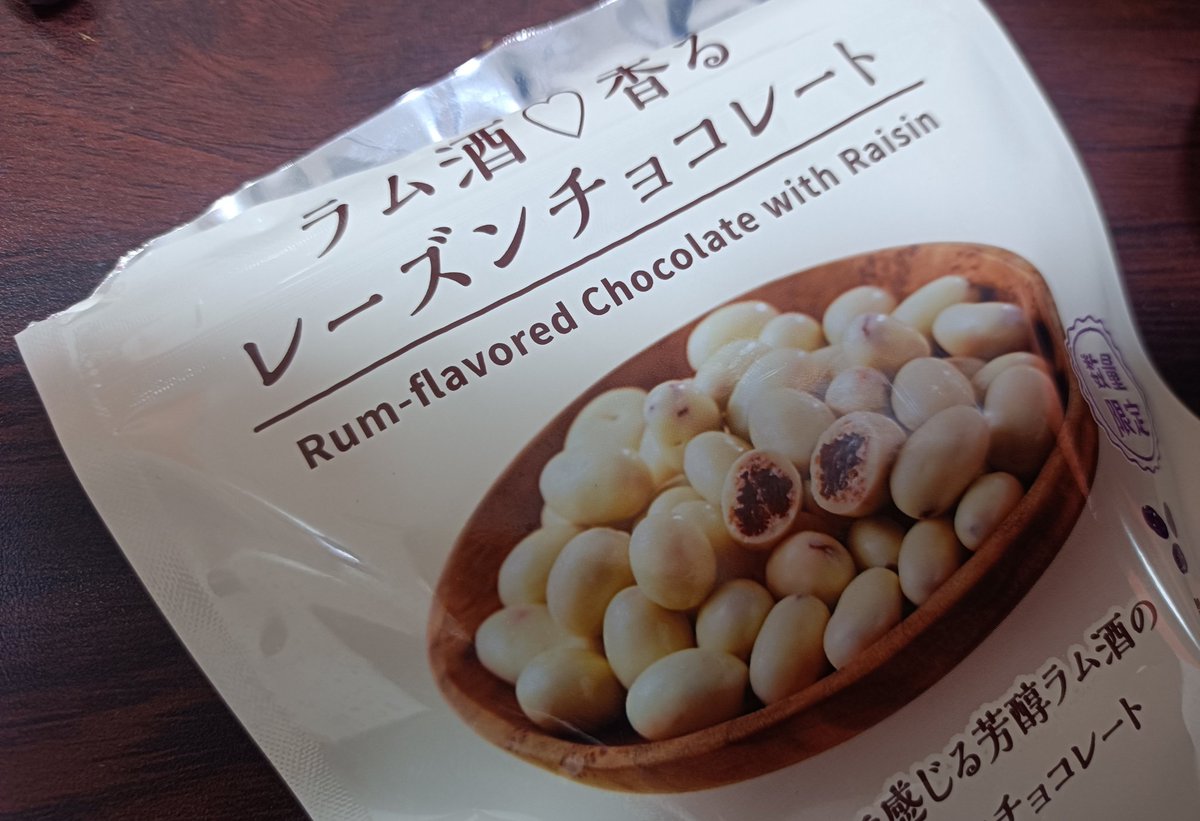 ラム酒♡香る
レーズンチョコレート
Rum-flavored Chocolate with Raisin
数量
限定
感じる芳醇ラム酒の
チョコレート